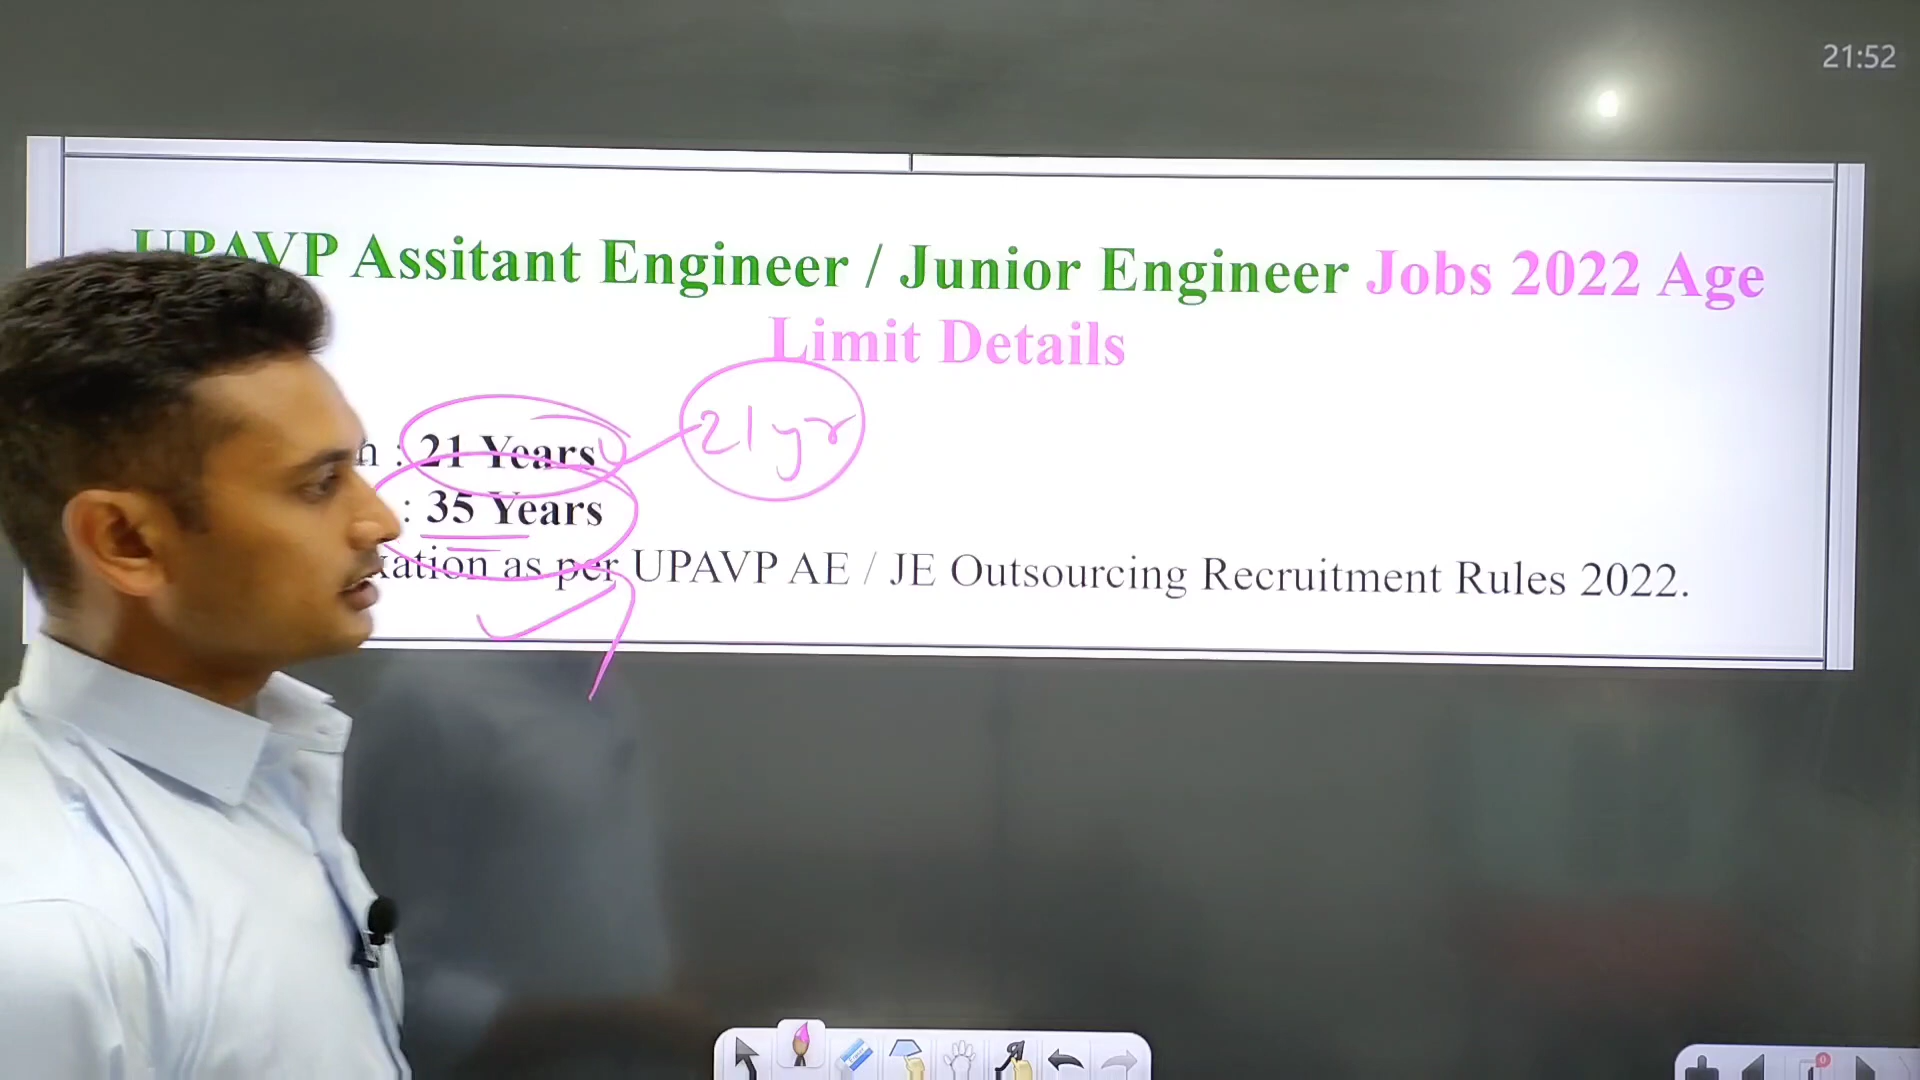 21:52
UPAVP Assitant Engineer / Junior Engineer Jobs 2022 Age
Limit Details
: 21 Years
21 yr
: 35 Years
as per UPAVP AE / JE Outsourcing Recruitment Rules 2022.